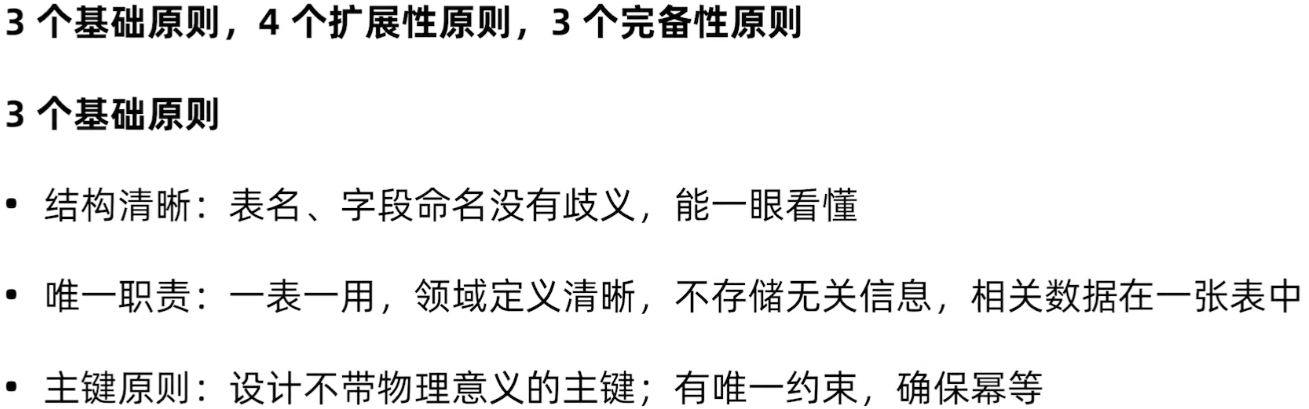 3 个基础原则，4 个扩展性原则，3 个完备性原则
3 个基础原则
• 结构清晰：表名、字段命名没有歧义，能一眼看懂
• 唯一职责：一表一用，领域定义清晰，不存储无关信息，相关数据在一张表中
• 主键原则：设计不带物理意义的主键；有唯一约束，确保幂等